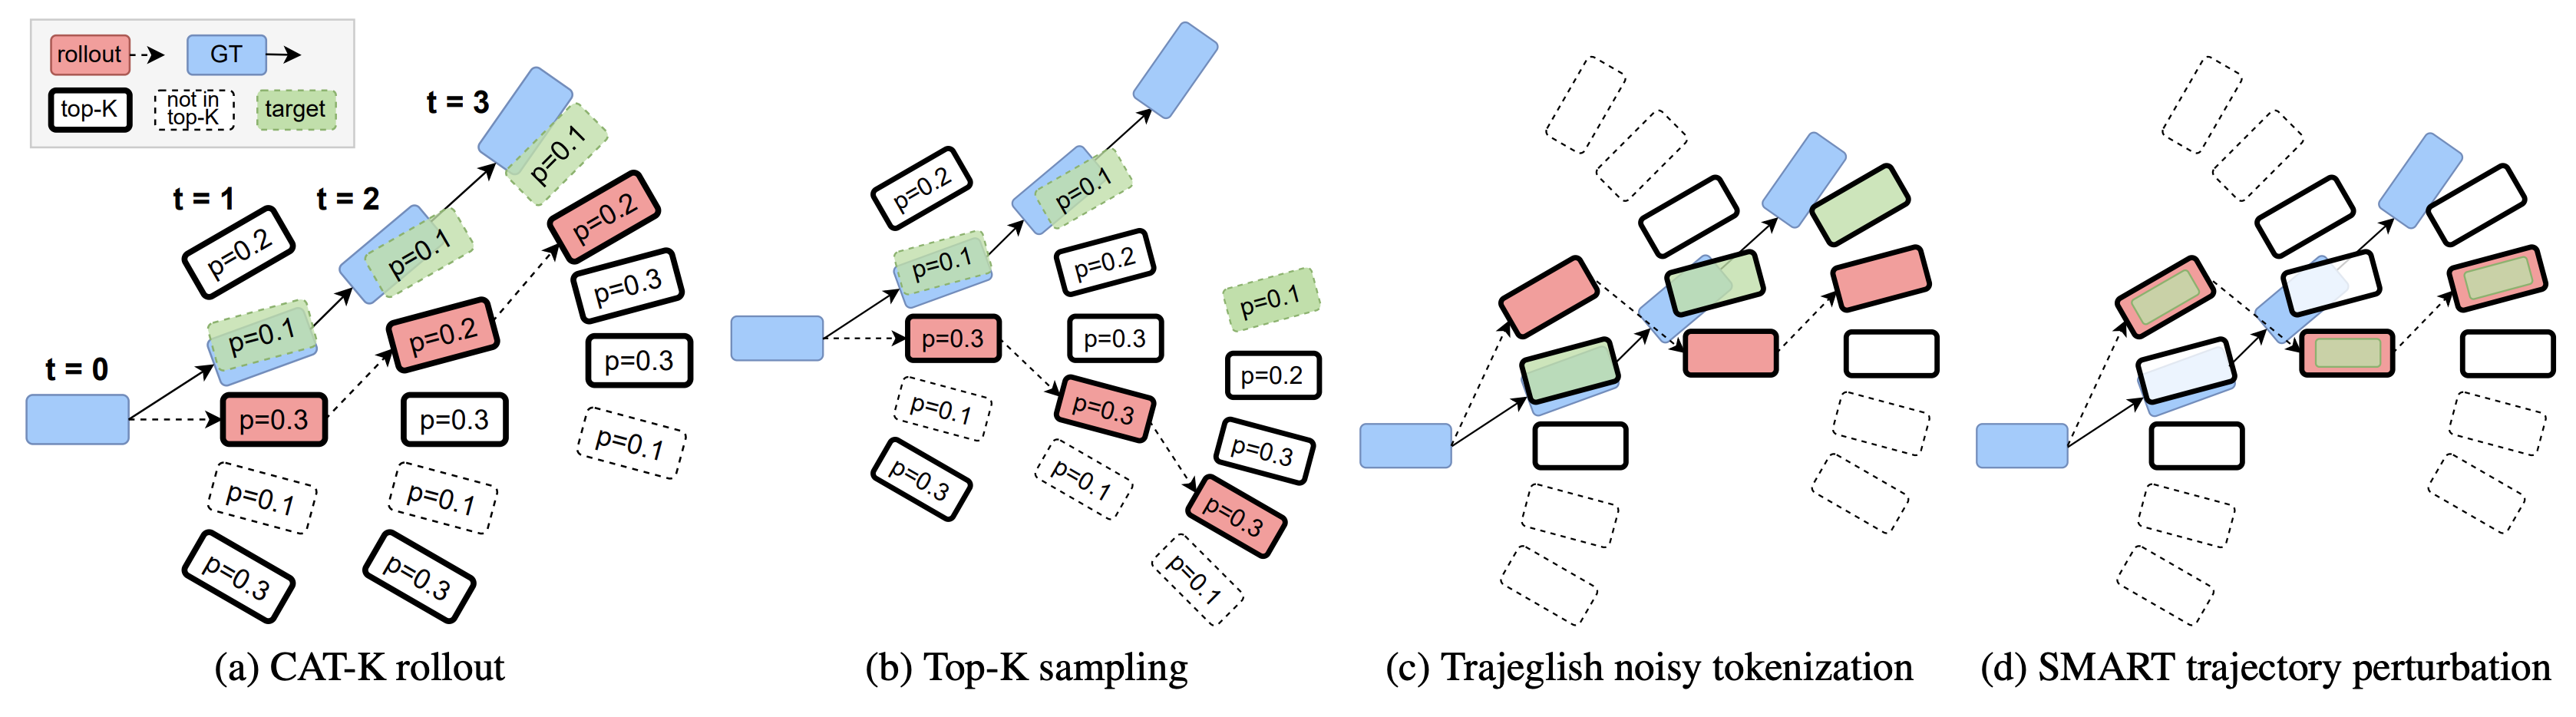 rollout
GT
top-K
not in
top-K
target
t = 0
t = 1
t = 2
t = 3
p=0.2
p=0.1
p=0.3
p=0.1
p=0.3
p=0.1
p=0.2
p=0.3
p=0.1
p=0.3
p=0.1
p=0.2
p=0.3
p=0.3
p=0.1
(a) CAT-K rollout
p=0.2
p=0.1
p=0.3
p=0.1
p=0.3
p=0.1
p=0.2
p=0.3
p=0.3
p=0.1
p=0.1
p=0.2
p=0.3
p=0.3
p=0.1
(b) Top-K sampling
(c) Trajeglish noisy tokenization
(d) SMART trajectory perturbation